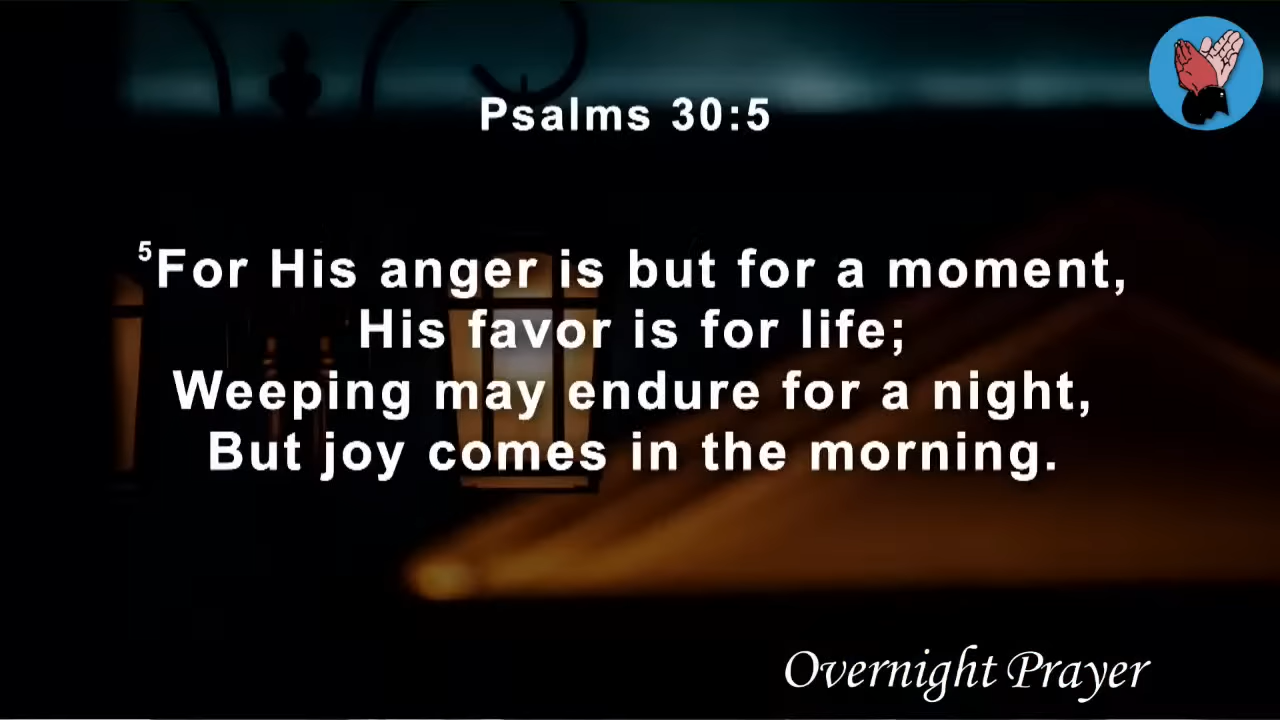 Psalms 30:5
⁵For His anger is but for a moment,
His favor is for life;
Weeping may endure for a night,
But joy comes in the morning.
Overnight Prayer